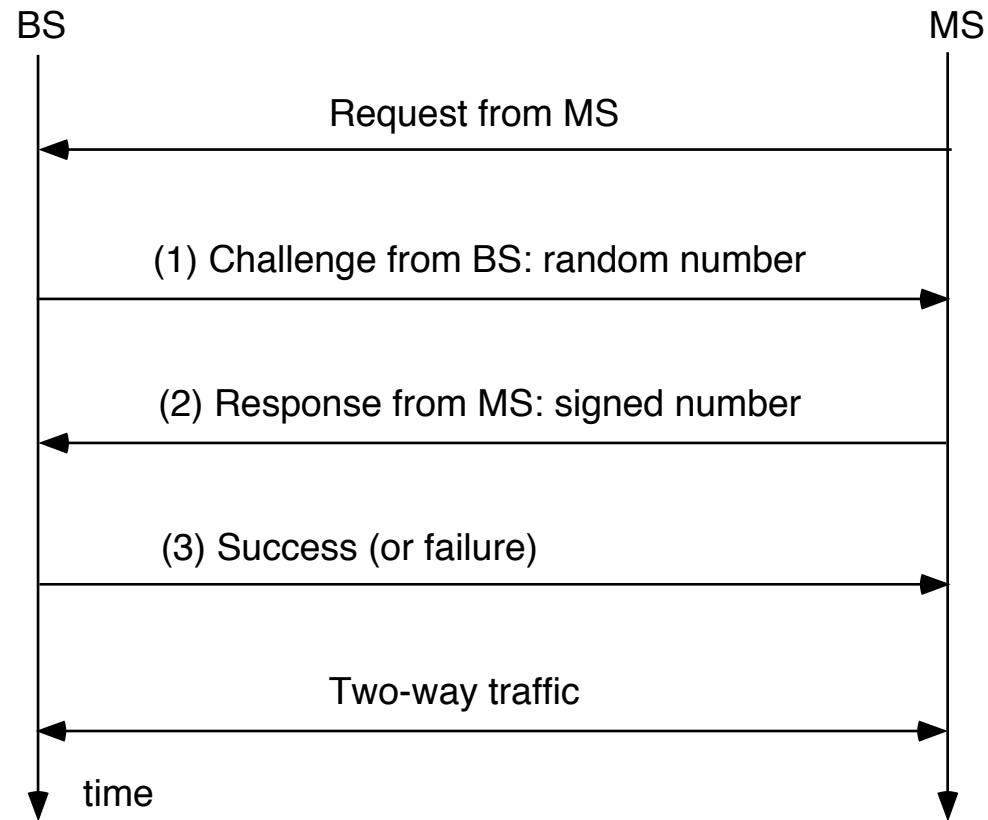 BS
MS
Request from MS
(1) Challenge from BS: random number
(2) Response from MS: signed number
(3) Success (or failure)
Two-way traffic
time